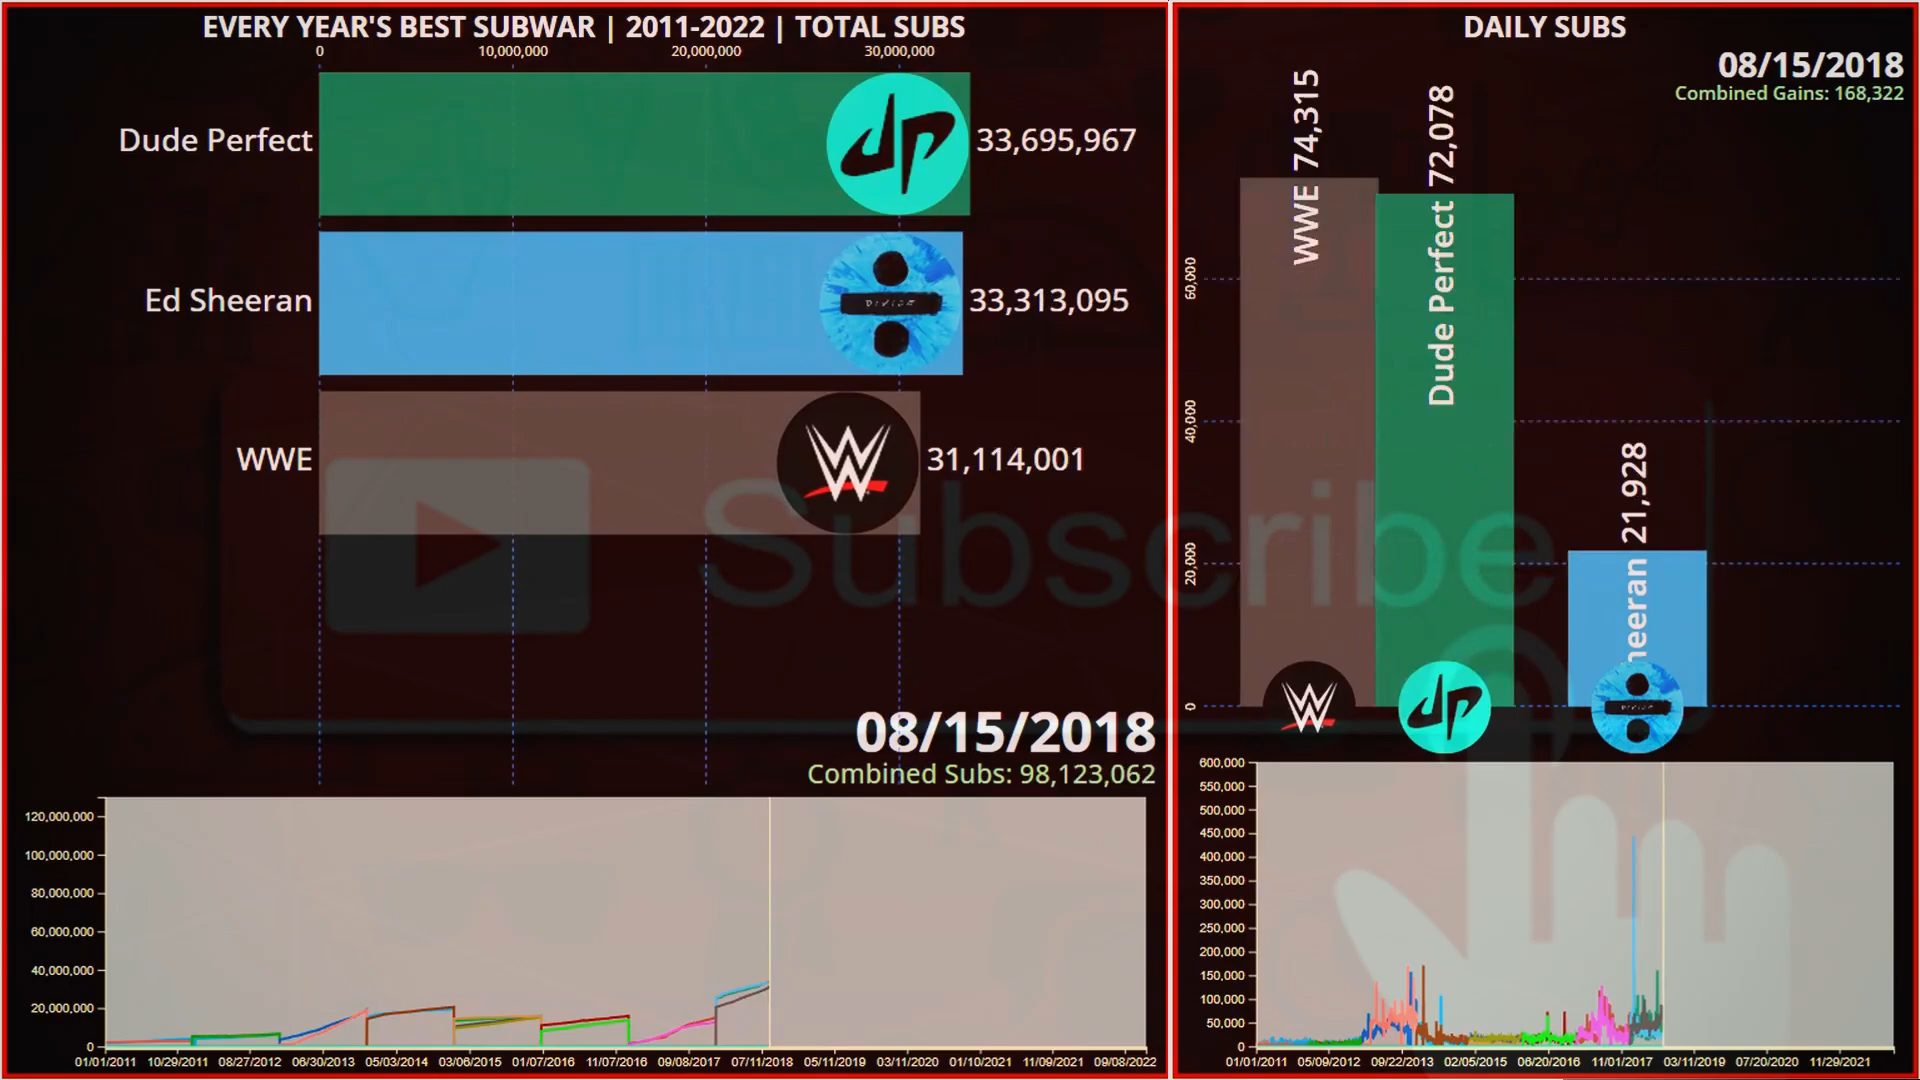 EVERY YEAR'S BEST SUBWAR | 2011-2022 | TOTAL SUBS
0 10,000,000 20,000,000 30,000,000
Dude Perfect 33,695,967
Ed Sheeran DIVIDE 33,313,095
WWE 31,114,001
Subscribe
08/15/2018
Combined Subs: 98,123,062
120,000,000
100,000,000
80,000,000
60,000,000
40,000,000
20,000,000
0
01/01/2011 10/29/2011 08/27/2012 06/30/2013 05/03/2014 03/06/2015 01/07/2016 11/07/2016 09/08/2017 07/11/2018 05/11/2019 03/11/2020 01/10/2021 11/09/2021 09/08/2022
DAILY SUBS
08/15/2018
Combined Gains: 168,322
WWE 74,315
Dude Perfect 72,078
heeran 21,928
60,000
40,000
20,000
0
dp
600,000
550,000
500,000
450,000
400,000
350,000
300,000
250,000
200,000
150,000
100,000
50,000
0
01/01/2011 05/09/2012 09/22/2013 02/05/2015 06/20/2016 11/01/2017 03/11/2019 07/20/2020 11/29/2021